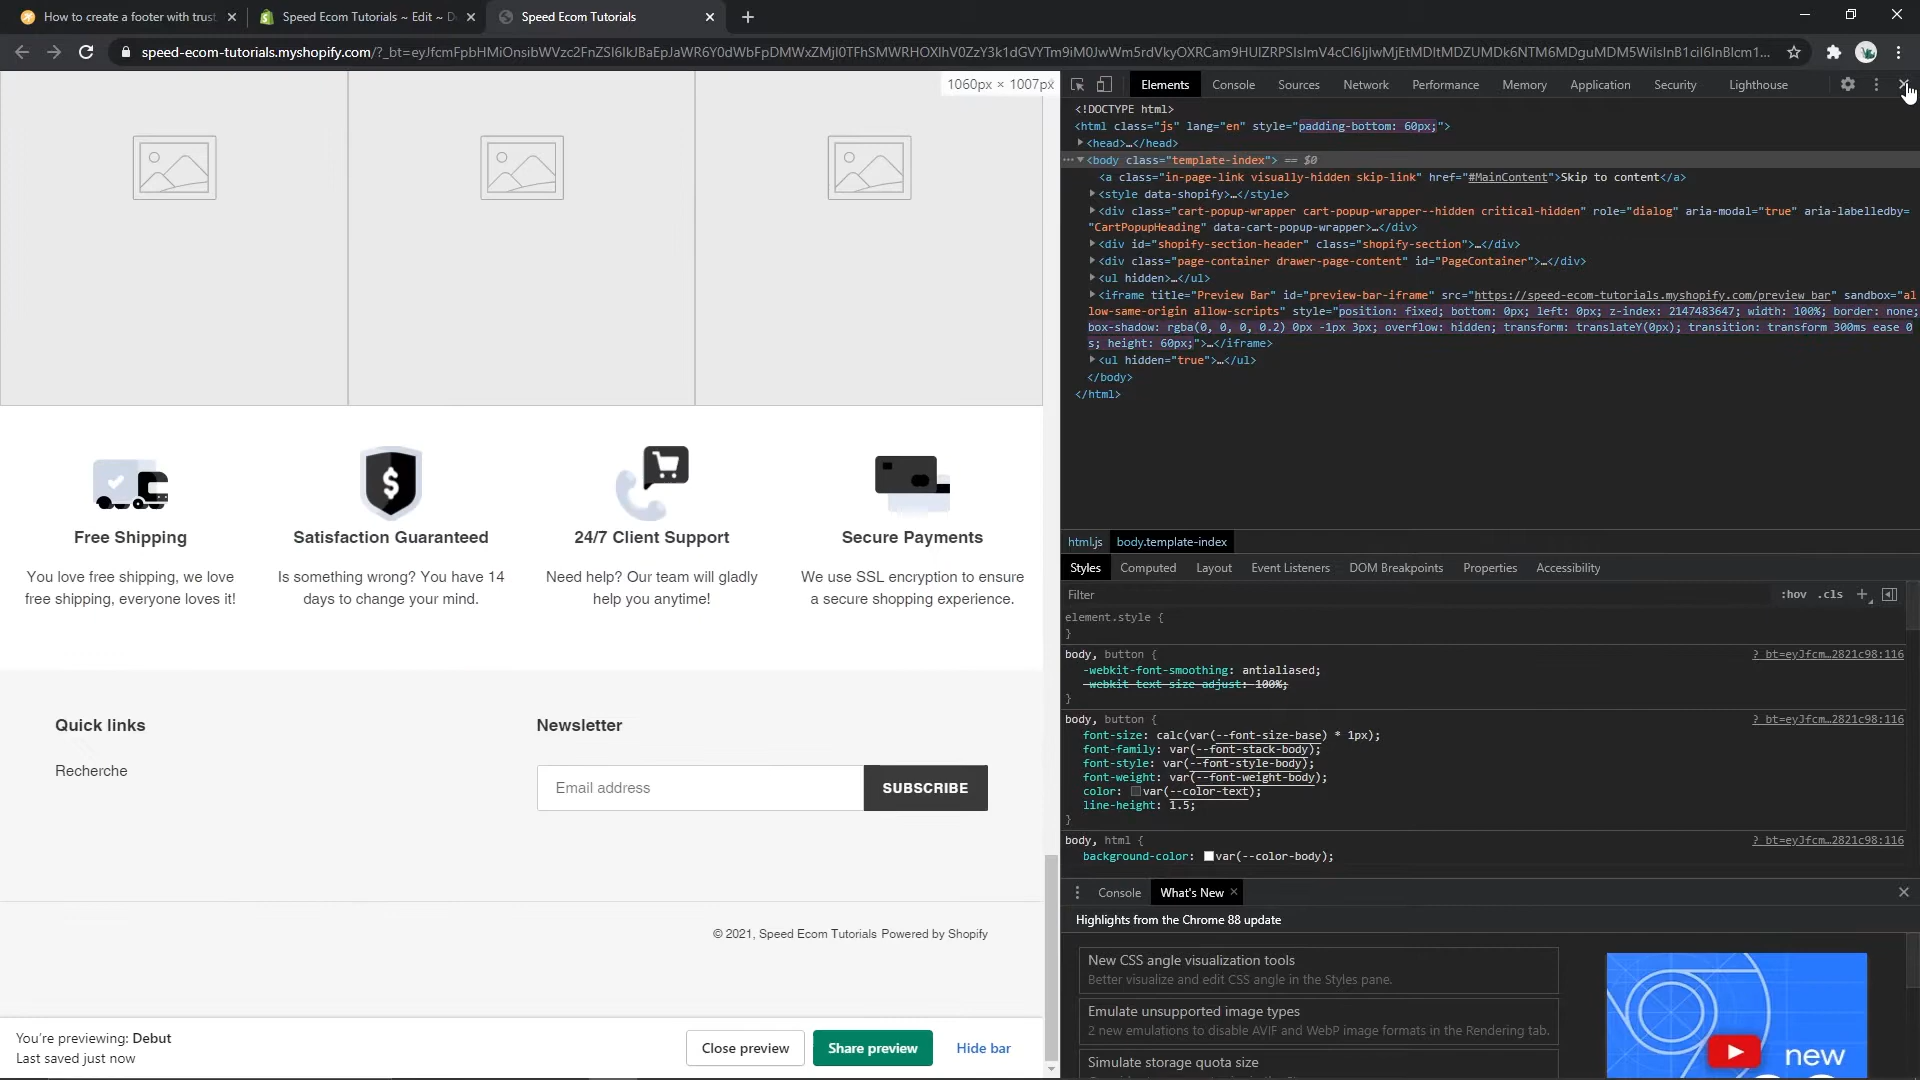 How to create a footer with trust
Speed Ecom Tutorials ~ Edit ~ D
Speed Ecom Tutorials
speed-ecom-tutorials.myshopify.com
1060px × 1007px
Elements Console Sources Network Performance Memory Application Security Lighthouse
<!DOCTYPE html>
<html class="js" lang="en" style="padding-bottom: 60px;">
<head>…</head>
<body class="template-index"> == $0
<a class="in-page-link visually-hidden skip-link" href="#MainContent">Skip to content</a>
<style data-shopify>…</style>
<div class="cart-popup-wrapper cart-popup-wrapper--hidden critical-hidden" role="dialog" aria-modal="true" aria-labelledby=
"CartPopupHeading" data-cart-popup-wrapper>…</div>
<div id="shopify-section-header" class="shopify-section">…</div>
<div class="page-container drawer-page-content" id="PageContainer">…</div>
<ul hidden>…</ul>
<iframe title="Preview Bar" id="preview-bar-iframe" src="https://speed-ecom-tutorials.myshopify.com/preview_bar" sandbox="al
low-same-origin allow-scripts" style="position: fixed; bottom: 0px; left: 0px; z-index: 2147483647; width: 100%; border: none;
box-shadow: rgba(0, 0, 0, 0.2) 0px -1px 3px; overflow: hidden; transform: translateY(0px); transition: transform 300ms ease 0
s; height: 60px;">…</iframe>
<ul hidden="true">…</ul>
</body>
</html>
html.js body.template-index
Styles Computed Layout Event Listeners DOM Breakpoints Properties Accessibility
Filter :hov .cls +
element.style {
}
body, button { ?_bt=eyJfcm…2821c98:116
-webkit-font-smoothing: antialiased;
-webkit-text-size-adjust: 100%;
}
body, button { ?_bt=eyJfcm…2821c98:116
font-size: calc(var(--font-size-base) * 1px);
font-family: var(--font-stack-body);
font-style: var(--font-style-body);
font-weight: var(--font-weight-body);
color: var(--color-text);
line-height: 1.5;
}
body, html { ?_bt=eyJfcm…2821c98:116
background-color: var(--color-body);
Console What's New
Highlights from the Chrome 88 update
New CSS angle visualization tools
Better visualize and edit CSS angle in the Styles pane.
Emulate unsupported image types
2 new emulations to disable AVIF and WebP image formats in the Rendering tab.
Simulate storage quota size
new
Free Shipping
You love free shipping, we love
free shipping, everyone loves it!
Satisfaction Guaranteed
Is something wrong? You have 14
days to change your mind.
24/7 Client Support
Need help? Our team will gladly
help you anytime!
Secure Payments
We use SSL encryption to ensure
a secure shopping experience.
Quick links
Recherche
Newsletter
Email address
SUBSCRIBE
© 2021, Speed Ecom Tutorials Powered by Shopify
You're previewing: Debut
Last saved just now
Close preview
Share preview
Hide bar